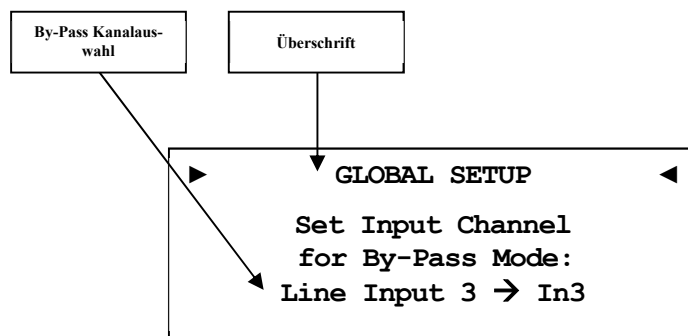 By-Pass Kanalaus-
wahl
Überschrift
► GLOBAL SETUP ◄
Set Input Channel
for By-Pass Mode:
Line Input 3 → In3